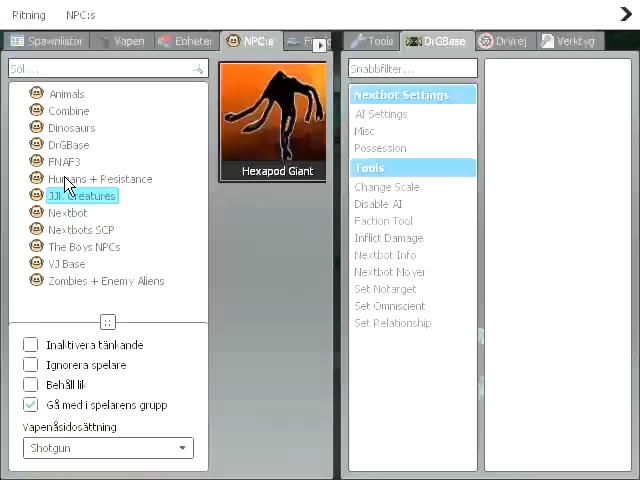 Ritning NPC:s
Spawnlistor Vapen Enheter NPC:s
Tools DrGBase DrVrej Verktyg
Söl ...
Snabbfilter...
Animals
Combine
Dinosaurs
DrGBase
FNAF3
Humans + Resistance
JJk Creatures
Nextbot
Nextbots SCP
The Boys NPCs
VJ Base
Zombies + Enemy Aliens
Inaktivera tänkande
Ignorera spelare
Behåll lik
Gå med i spelarens grupp
Vapenåsidosättning
Shotgun
Hexapod Giant
Nextbot Settings
AI Settings
Misc
Possession
Tools
Change Scale
Disable AI
Faction Tool
Inflict Damage
Nextbot Info
Nextbot Mover
Set Notarget
Set Omniscient
Set Relationship